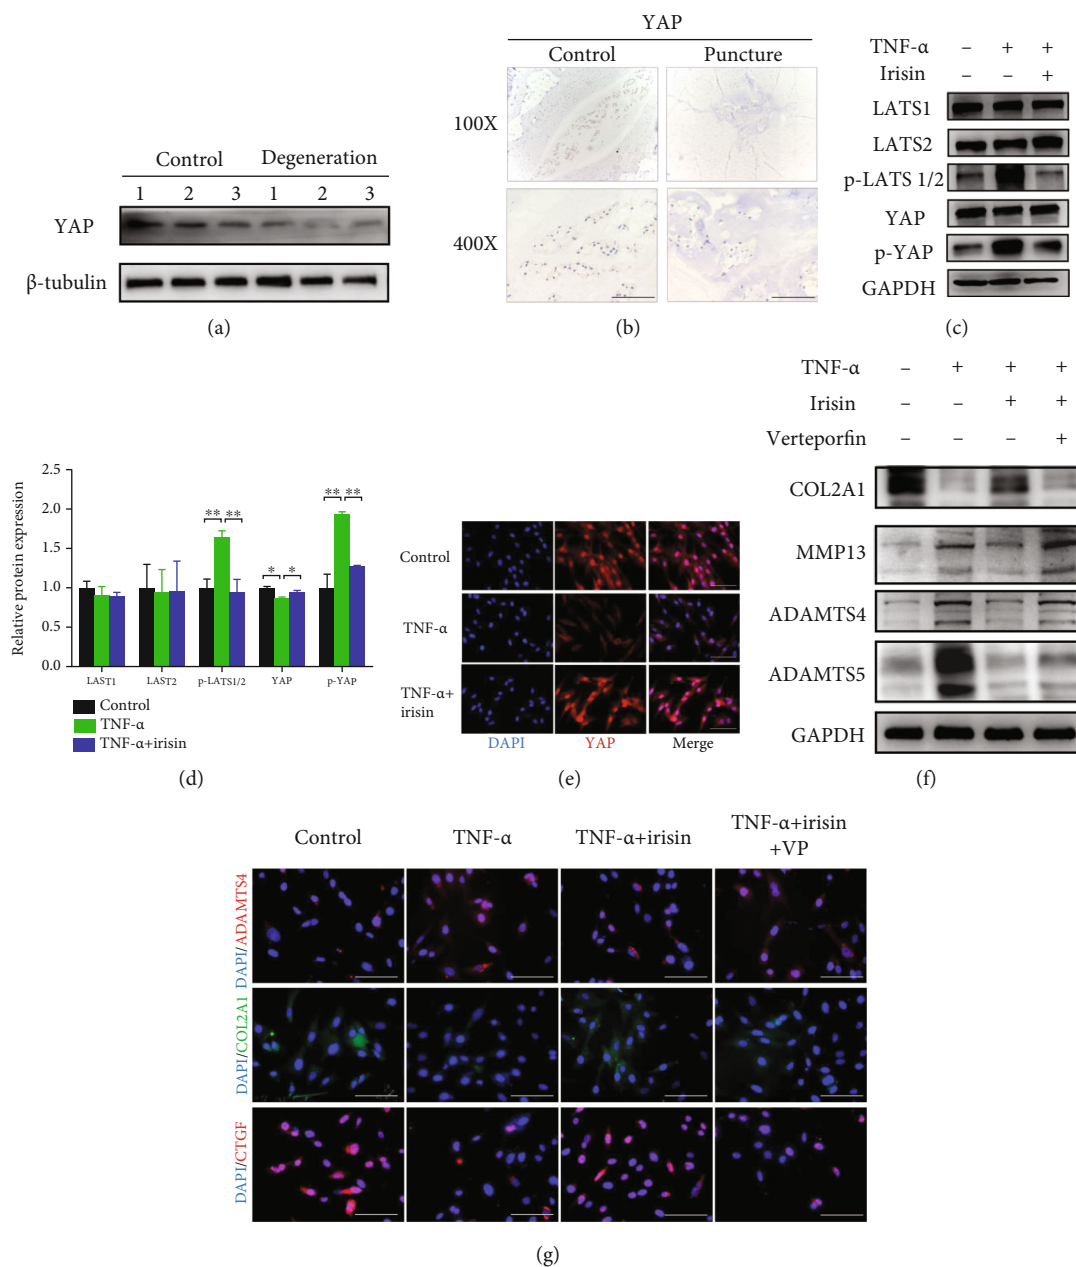 Control Degeneration
1 2 3 1 2 3
YAP
β-tubulin
(a)
YAP
Control Puncture
100X
400X
(b)
TNF-α – + +
Irisin – – +
LATS1
LATS2
p-LATS 1/2
YAP
p-YAP
GAPDH
(c)
Relative protein expression
2.5
2.0
1.5
1.0
0.5
0.0
** ** * * ** **
LAST1 LAST2 p-LATS1/2 YAP p-YAP
Control
TNF-α
TNF-α+irisin
(d)
Control
TNF-α
TNF-α+
irisin
DAPI YAP Merge
(e)
TNF-α – + + +
Irisin – – + +
Verteporfin – – – +
COL2A1
MMP13
ADAMTS4
ADAMTS5
GAPDH
(f)
Control TNF-α TNF-α+irisin TNF-α+irisin
+VP
DAPI/ADAMTS4
DAPI/COL2A1
DAPI/CTGF
(g)